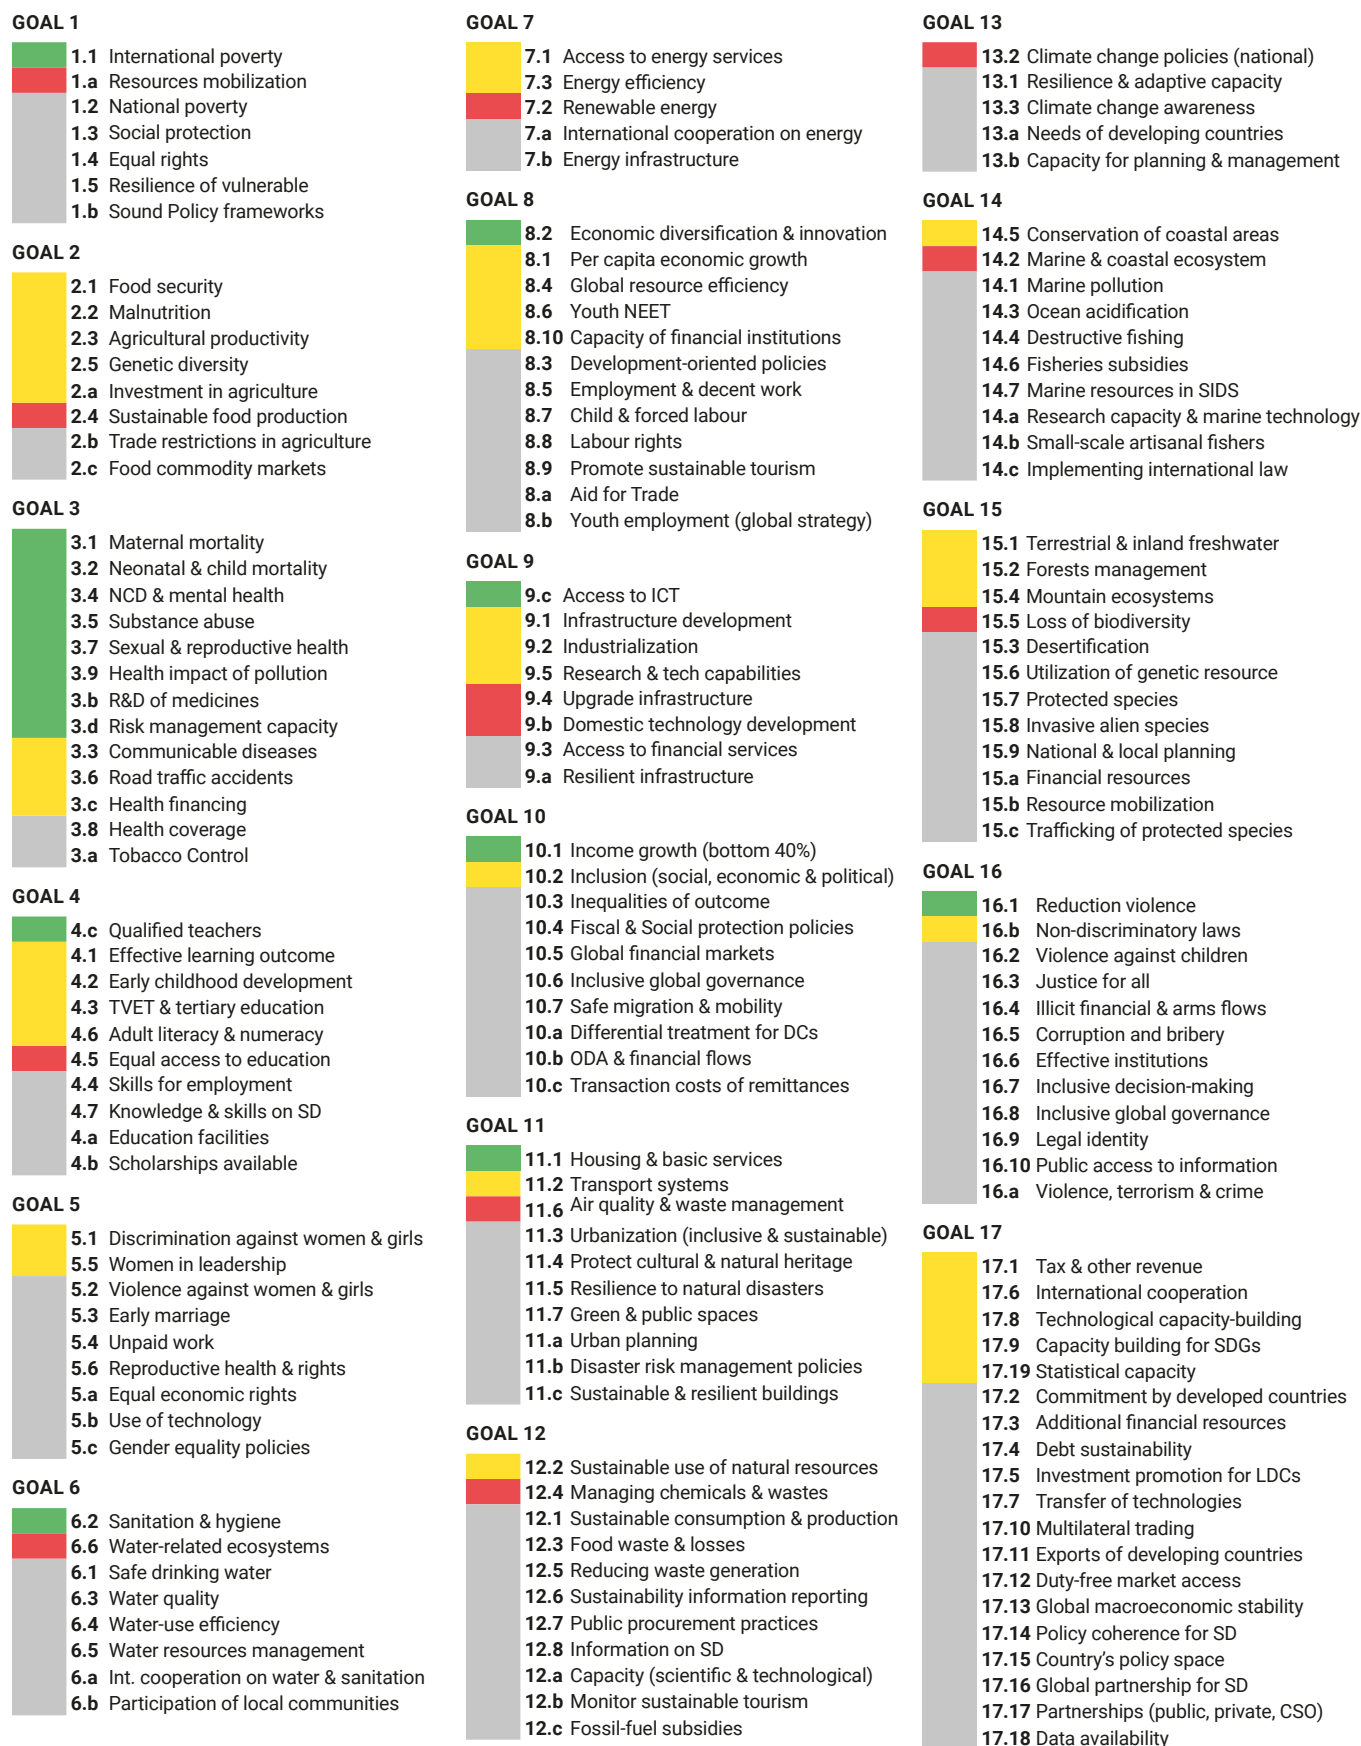 GOAL 1
1.1 International poverty
1.a Resources mobilization
1.2 National poverty
1.3 Social protection
1.4 Equal rights
1.5 Resilience of vulnerable
1.b Sound Policy frameworks
GOAL 2
2.1 Food security
2.2 Malnutrition
2.3 Agricultural productivity
2.5 Genetic diversity
2.a Investment in agriculture
2.4 Sustainable food production
2.b Trade restrictions in agriculture
2.c Food commodity markets
GOAL 3
3.1 Maternal mortality
3.2 Neonatal & child mortality
3.4 NCD & mental health
3.5 Substance abuse
3.7 Sexual & reproductive health
3.9 Health impact of pollution
3.b R&D of medicines
3.d Risk management capacity
3.3 Communicable diseases
3.6 Road traffic accidents
3.c Health financing
3.8 Health coverage
3.a Tobacco Control
GOAL 4
4.c Qualified teachers
4.1 Effective learning outcome
4.2 Early childhood development
4.3 TVET & tertiary education
4.6 Adult literacy & numeracy
4.5 Equal access to education
4.4 Skills for employment
4.7 Knowledge & skills on SD
4.a Education facilities
4.b Scholarships available
GOAL 5
5.1 Discrimination against women & girls
5.5 Women in leadership
5.2 Violence against women & girls
5.3 Early marriage
5.4 Unpaid work
5.6 Reproductive health & rights
5.a Equal economic rights
5.b Use of technology
5.c Gender equality policies
GOAL 6
6.2 Sanitation & hygiene
6.6 Water-related ecosystems
6.1 Safe drinking water
6.3 Water quality
6.4 Water-use efficiency
6.5 Water resources management
6.a Int. cooperation on water & sanitation
6.b Participation of local communities
GOAL 7
7.1 Access to energy services
7.3 Energy efficiency
7.2 Renewable energy
7.a International cooperation on energy
7.b Energy infrastructure
GOAL 8
8.2 Economic diversification & innovation
8.1 Per capita economic growth
8.4 Global resource efficiency
8.6 Youth NEET
8.10 Capacity of financial institutions
8.3 Development-oriented policies
8.5 Employment & decent work
8.7 Child & forced labour
8.8 Labour rights
8.9 Promote sustainable tourism
8.a Aid for Trade
8.b Youth employment (global strategy)
GOAL 9
9.c Access to ICT
9.1 Infrastructure development
9.2 Industrialization
9.5 Research & tech capabilities
9.4 Upgrade infrastructure
9.b Domestic technology development
9.3 Access to financial services
9.a Resilient infrastructure
GOAL 10
10.1 Income growth (bottom 40%)
10.2 Inclusion (social, economic & political)
10.3 Inequalities of outcome
10.4 Fiscal & Social protection policies
10.5 Global financial markets
10.6 Inclusive global governance
10.7 Safe migration & mobility
10.a Differential treatment for DCs
10.b ODA & financial flows
10.c Transaction costs of remittances
GOAL 11
11.1 Housing & basic services
11.2 Transport systems
11.6 Air quality & waste management
11.3 Urbanization (inclusive & sustainable)
11.4 Protect cultural & natural heritage
11.5 Resilience to natural disasters
11.7 Green & public spaces
11.a Urban planning
11.b Disaster risk management policies
11.c Sustainable & resilient buildings
GOAL 12
12.2 Sustainable use of natural resources
12.4 Managing chemicals & wastes
12.1 Sustainable consumption & production
12.3 Food waste & losses
12.5 Reducing waste generation
12.6 Sustainability information reporting
12.7 Public procurement practices
12.8 Information on SD
12.a Capacity (scientific & technological)
12.b Monitor sustainable tourism
12.c Fossil-fuel subsidies
GOAL 13
13.2 Climate change policies (national)
13.1 Resilience & adaptive capacity
13.3 Climate change awareness
13.a Needs of developing countries
13.b Capacity for planning & management
GOAL 14
14.5 Conservation of coastal areas
14.2 Marine & coastal ecosystem
14.1 Marine pollution
14.3 Ocean acidification
14.4 Destructive fishing
14.6 Fisheries subsidies
14.7 Marine resources in SIDS
14.a Research capacity & marine technology
14.b Small-scale artisanal fishers
14.c Implementing international law
GOAL 15
15.1 Terrestrial & inland freshwater
15.2 Forests management
15.4 Mountain ecosystems
15.5 Loss of biodiversity
15.3 Desertification
15.6 Utilization of genetic resource
15.7 Protected species
15.8 Invasive alien species
15.9 National & local planning
15.a Financial resources
15.b Resource mobilization
15.c Trafficking of protected species
GOAL 16
16.1 Reduction violence
16.b Non-discriminatory laws
16.2 Violence against children
16.3 Justice for all
16.4 Illicit financial & arms flows
16.5 Corruption and bribery
16.6 Effective institutions
16.7 Inclusive decision-making
16.8 Inclusive global governance
16.9 Legal identity
16.10 Public access to information
16.a Violence, terrorism & crime
GOAL 17
17.1 Tax & other revenue
17.6 International cooperation
17.8 Technological capacity-building
17.9 Capacity building for SDGs
17.19 Statistical capacity
17.2 Commitment by developed countries
17.3 Additional financial resources
17.4 Debt sustainability
17.5 Investment promotion for LDCs
17.7 Transfer of technologies
17.10 Multilateral trading
17.11 Exports of developing countries
17.12 Duty-free market access
17.13 Global macroeconomic stability
17.14 Policy coherence for SD
17.15 Country's policy space
17.16 Global partnership for SD
17.17 Partnerships (public, private, CSO)
17.18 Data availability